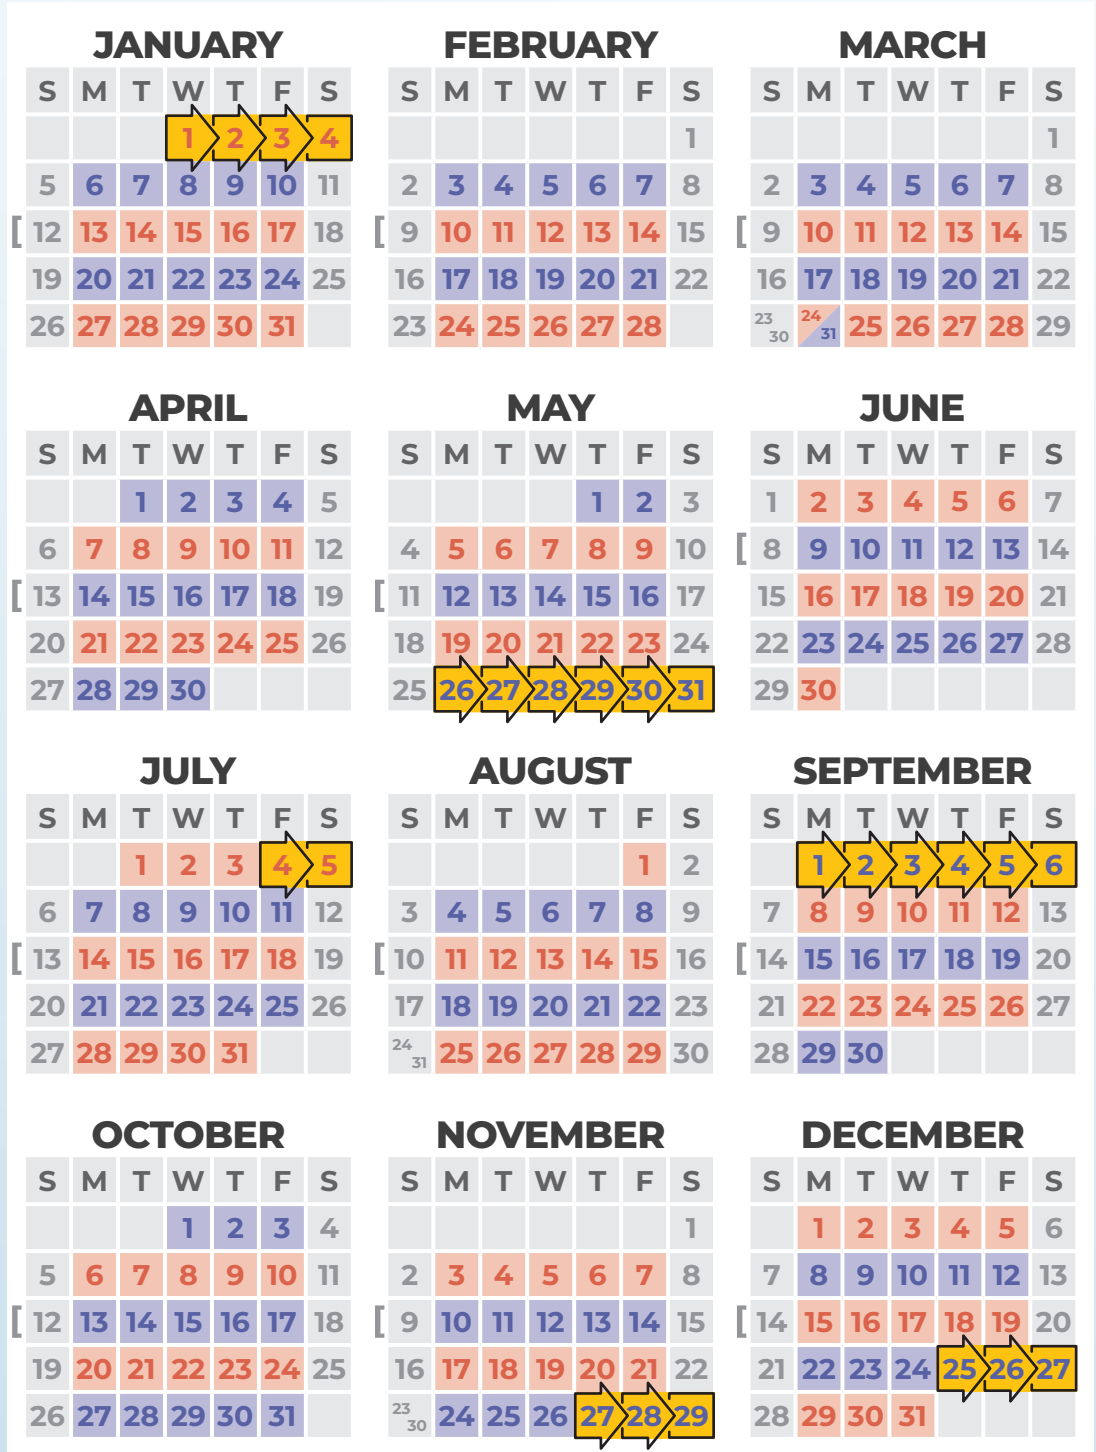 JANUARY FEBRUARY MARCH
S M T W T F S S M T W T F S S M T W T F S
1 2 3 4 1 1
5 6 7 8 9 10 11 2 3 4 5 6 7 8 2 3 4 5 6 7 8
[ 12 13 14 15 16 17 18 [ 9 10 11 12 13 14 15 [ 9 10 11 12 13 14 15
19 20 21 22 23 24 25 16 17 18 19 20 21 22 16 17 18 19 20 21 22
26 27 28 29 30 31 23 24 25 26 27 28 23 30 24 31 25 26 27 28 29
APRIL MAY JUNE
S M T W T F S S M T W T F S S M T W T F S
1 2 3 4 5 1 2 3 1 2 3 4 5 6 7
6 7 8 9 10 11 12 4 5 6 7 8 9 10 [ 8 9 10 11 12 13 14
[ 13 14 15 16 17 18 19 [ 11 12 13 14 15 16 17 15 16 17 18 19 20 21
20 21 22 23 24 25 26 18 19 20 21 22 23 24 22 23 24 25 26 27 28
27 28 29 30 25 26 27 28 29 30 31 29 30
JULY AUGUST SEPTEMBER
S M T W T F S S M T W T F S S M T W T F S
1 2 3 4 5 1 2 1 2 3 4 5 6
6 7 8 9 10 11 12 3 4 5 6 7 8 9 7 8 9 10 11 12 13
[ 13 14 15 16 17 18 19 [ 10 11 12 13 14 15 16 [ 14 15 16 17 18 19 20
20 21 22 23 24 25 26 17 18 19 20 21 22 23 21 22 23 24 25 26 27
27 28 29 30 31 24 31 25 26 27 28 29 30 28 29 30
OCTOBER NOVEMBER DECEMBER
S M T W T F S S M T W T F S S M T W T F S
1 2 3 4 1 1 2 3 4 5 6
5 6 7 8 9 10 11 2 3 4 5 6 7 8 7 8 9 10 11 12 13
[ 12 13 14 15 16 17 18 [ 9 10 11 12 13 14 15 [ 14 15 16 17 18 19 20
19 20 21 22 23 24 25 16 17 18 19 20 21 22 21 22 23 24 25 26 27
26 27 28 29 30 31 23 30 24 25 26 27 28 29 28 29 30 31